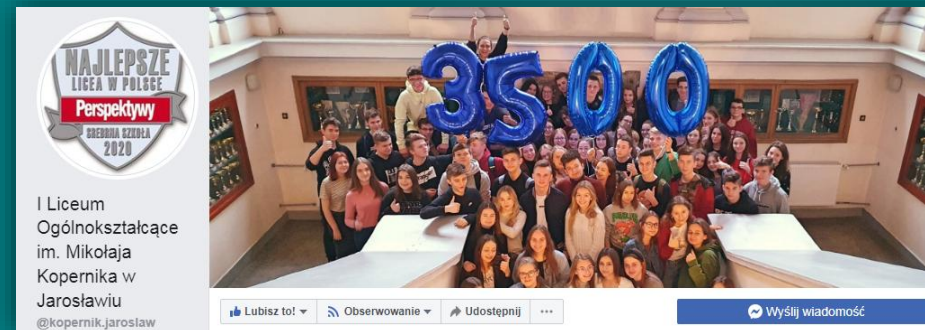 NAJLEPSZE
LICEA W POLSCE
Perspektywy
SREBRNA SZKOŁA
2020
3500
I Liceum
Ogólnokształcące
im. Mikołaja
Kopernika w
Jarosławiu
@kopernik.jaroslaw
Lubisz to! Obserwowanie Udostępnij ...
Wyślij wiadomość